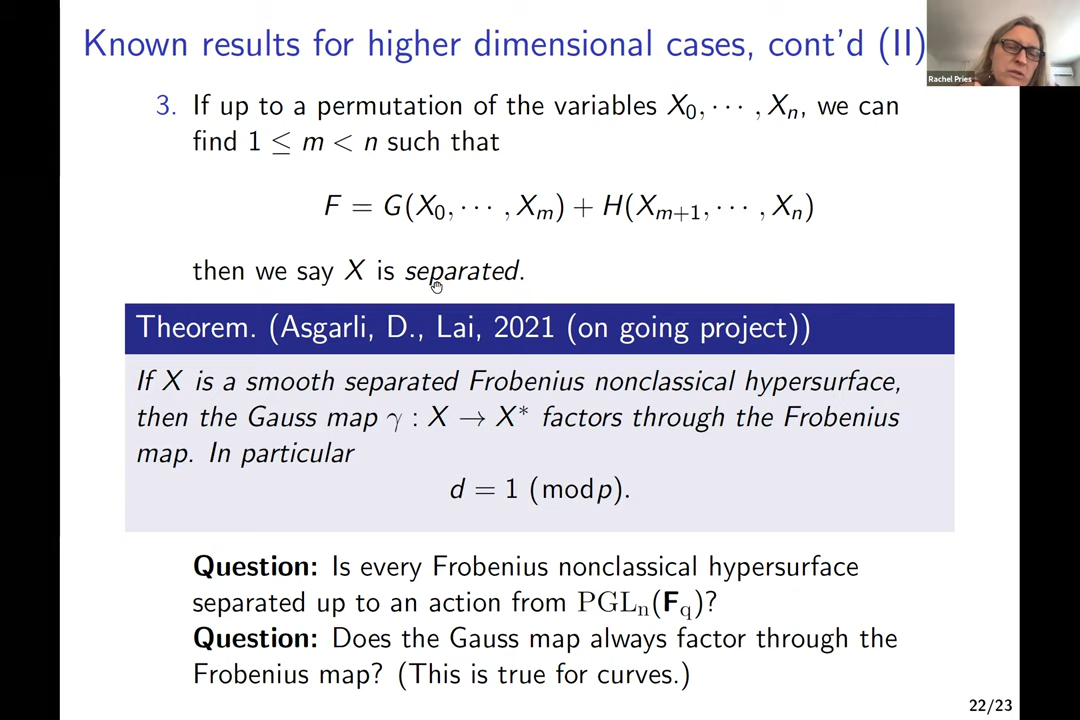 Known results for higher dimensional cases, cont'd (II)
Rachel Pries
3. If up to a permutation of the variables X₀, ⋯ , Xₙ, we can
find 1 ≤ m < n such that
F = G(X₀, ⋯ , Xₘ) + H(Xₘ₊₁, ⋯ , Xₙ)
then we say X is separated.
Theorem. (Asgarli, D., Lai, 2021 (on going project))
If X is a smooth separated Frobenius nonclassical hypersurface,
then the Gauss map γ : X → X* factors through the Frobenius
map. In particular
d = 1 (mod p).
Question: Is every Frobenius nonclassical hypersurface
separated up to an action from PGLₙ(F_q)?
Question: Does the Gauss map always factor through the
Frobenius map? (This is true for curves.)
22/23